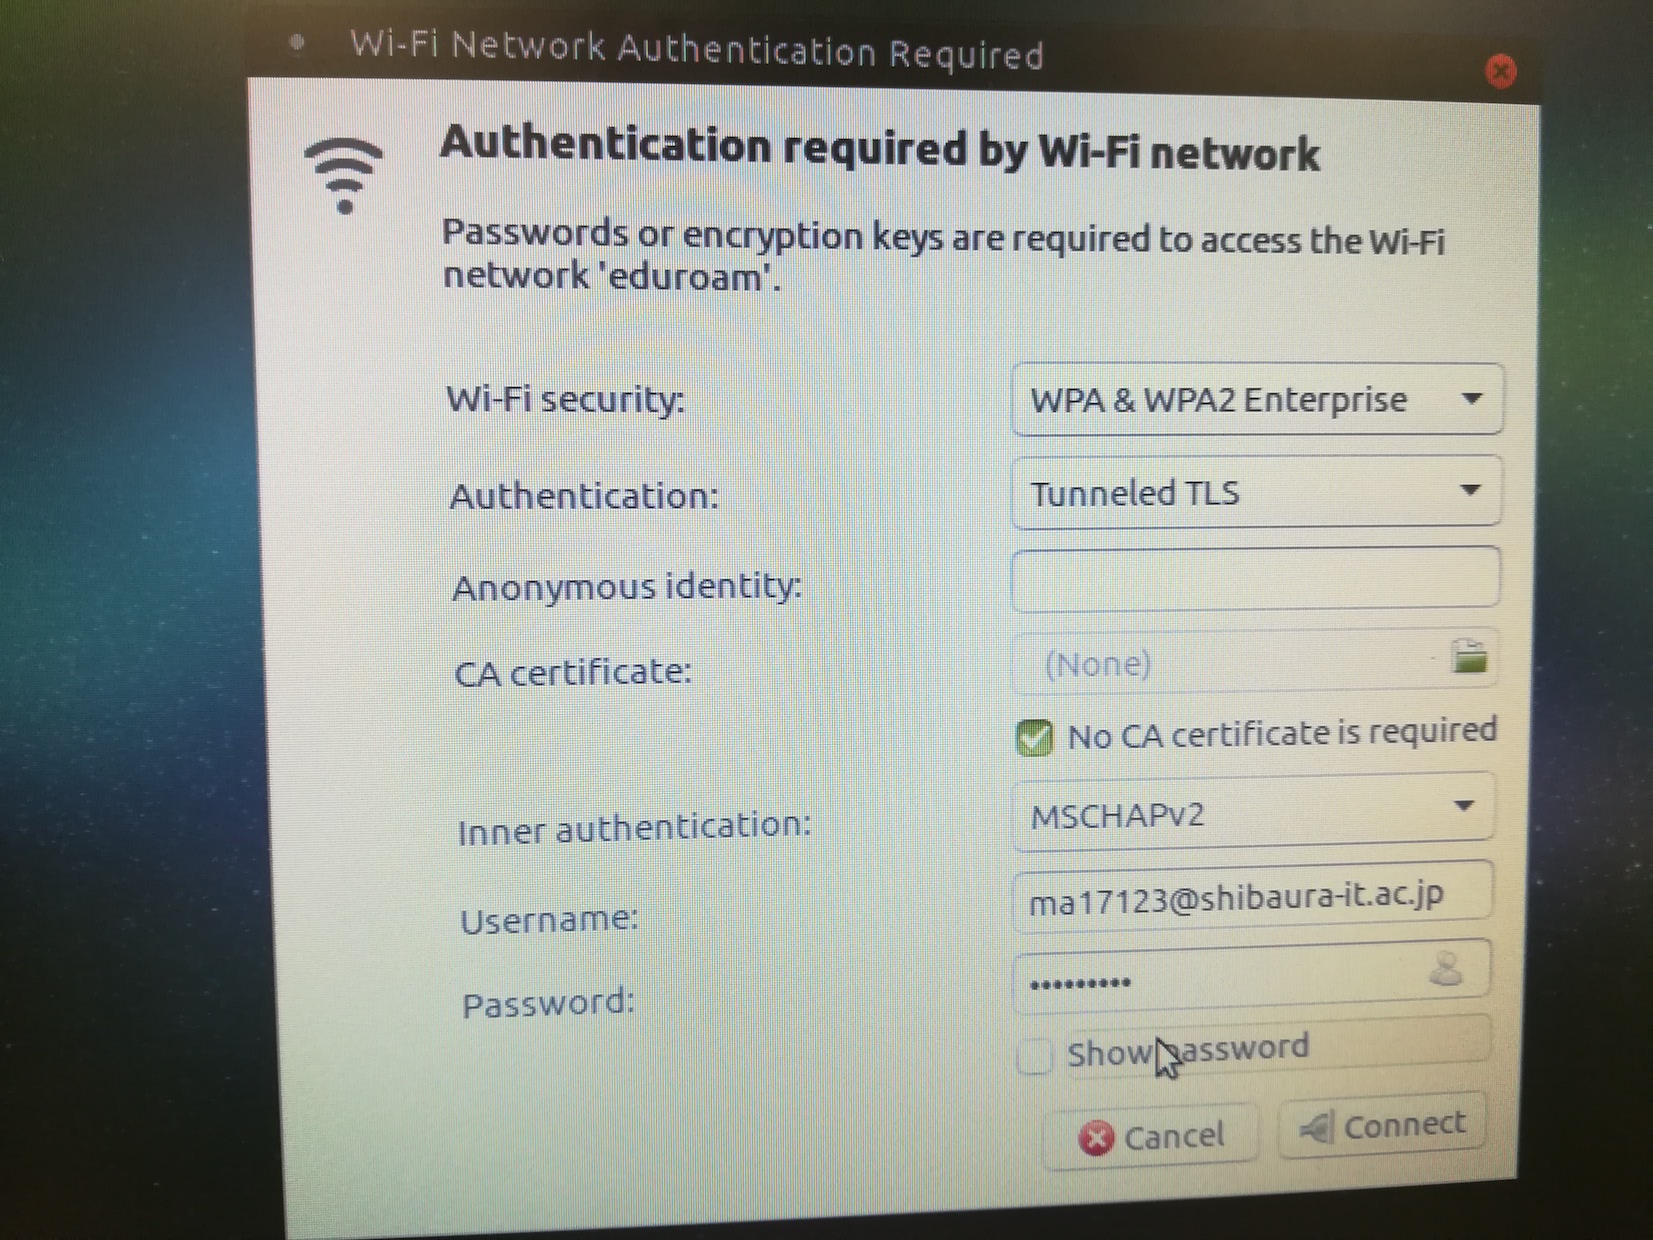 Wi-Fi Network Authentication Required
Authentication required by Wi-Fi network
Passwords or encryption keys are required to access the Wi-Fi
network 'eduroam'.
Wi-Fi security: WPA & WPA2 Enterprise
Authentication: Tunneled TLS
Anonymous identity:
CA certificate: (None)
No CA certificate is required
Inner authentication: MSCHAPv2
Username: ma17123@shibaura-it.ac.jp
Password: •••••••••
Show password
Cancel Connect